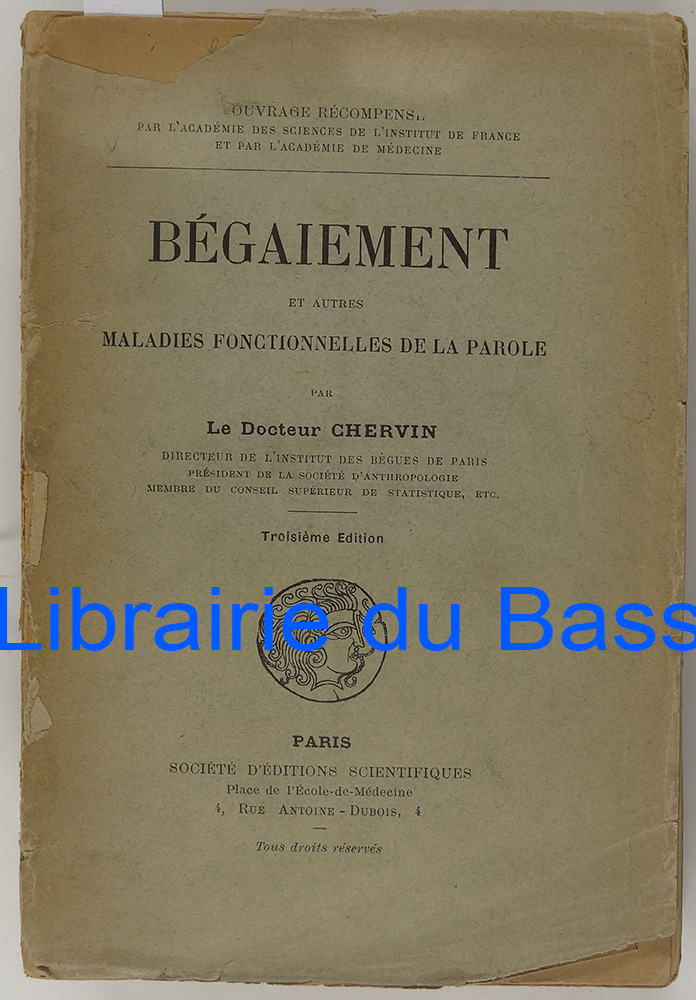 OUVRAGE RÉCOMPENSE
PAR L'ACADÉMIE DES SCIENCES DE L'INSTITUT DE FRANCE
ET PAR L'ACADÉMIE DE MÉDECINE
BÉGAIEMENT
ET AUTRES
MALADIES FONCTIONNELLES DE LA PAROLE
PAR
Le Docteur CHERVIN
DIRECTEUR DE L'INSTITUT DES BÈGUES DE PARIS
PRÉSIDENT DE LA SOCIÉTÉ D'ANTHROPOLOGIE
MEMBRE DU CONSEIL SUPÉRIEUR DE STATISTIQUE, ETC.
Troisième Edition
Librairie du Bass
PARIS
SOCIÉTÉ D'ÉDITIONS SCIENTIFIQUES
Place de l'École-de-Médecine
4, RUE ANTOINE-DUBOIS, 4
Tous droits réservés